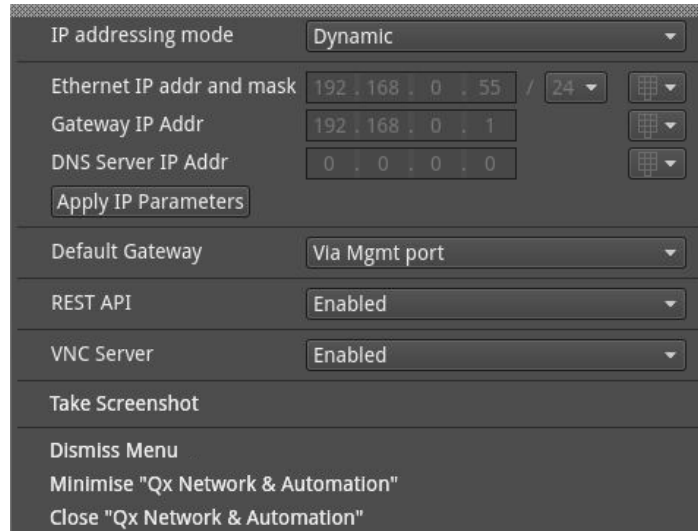 IP addressing mode Dynamic
Ethernet IP addr and mask 192 . 168 . 0 . 55 / 24
Gateway IP Addr 192 . 168 . 0 . 1
DNS Server IP Addr 0 . 0 . 0 . 0
Apply IP Parameters
Default Gateway Via Mgmt port
REST API Enabled
VNC Server Enabled
Take Screenshot
Dismiss Menu
Minimise "Qx Network & Automation"
Close "Qx Network & Automation"